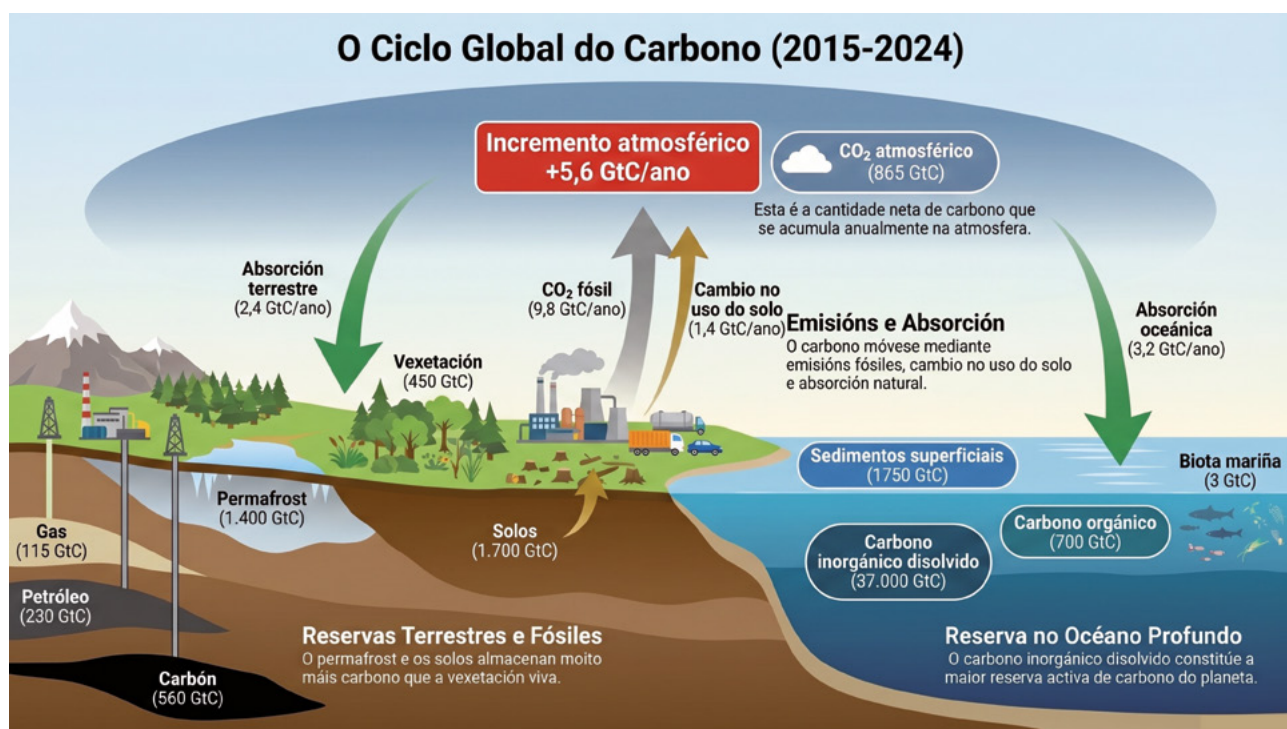 O Ciclo Global do Carbono (2015-2024)
Incremento atmosférico
+5,6 GtC/ano
CO₂ atmosférico
(865 GtC)
Esta é a cantidade neta de carbono que
se acumula anualmente na atmosfera.
Absorción
terrestre
(2,4 GtC/ano)
CO₂ fósil
(9,8 GtC/ano)
Cambio no
uso do solo
(1,4 GtC/ano)
Emisións e Absorción
O carbono móvese mediante
emisións fósiles, cambio no uso do solo
e absorción natural.
Absorción
oceánica
(3,2 GtC/ano)
Vexetación
(450 GtC)
Sedimentos superficiais
(1750 GtC)
Biota mariña
(3 GtC)
Permafrost
(1.400 GtC)
Gas
(115 GtC)
Solos
(1.700 GtC)
Carbono orgánico
(700 GtC)
Carbono
inorgánico disolvido
(37.000 GtC)
Petróleo
(230 GtC)
Carbón
(560 GtC)
Reservas Terrestres e Fósiles
O permafrost e os solos almacenan moito
máis carbono que a vexetación viva.
Reserva no Océano Profundo
O carbono inorgánico disolvido constitúe a
maior reserva activa de carbono do planeta.